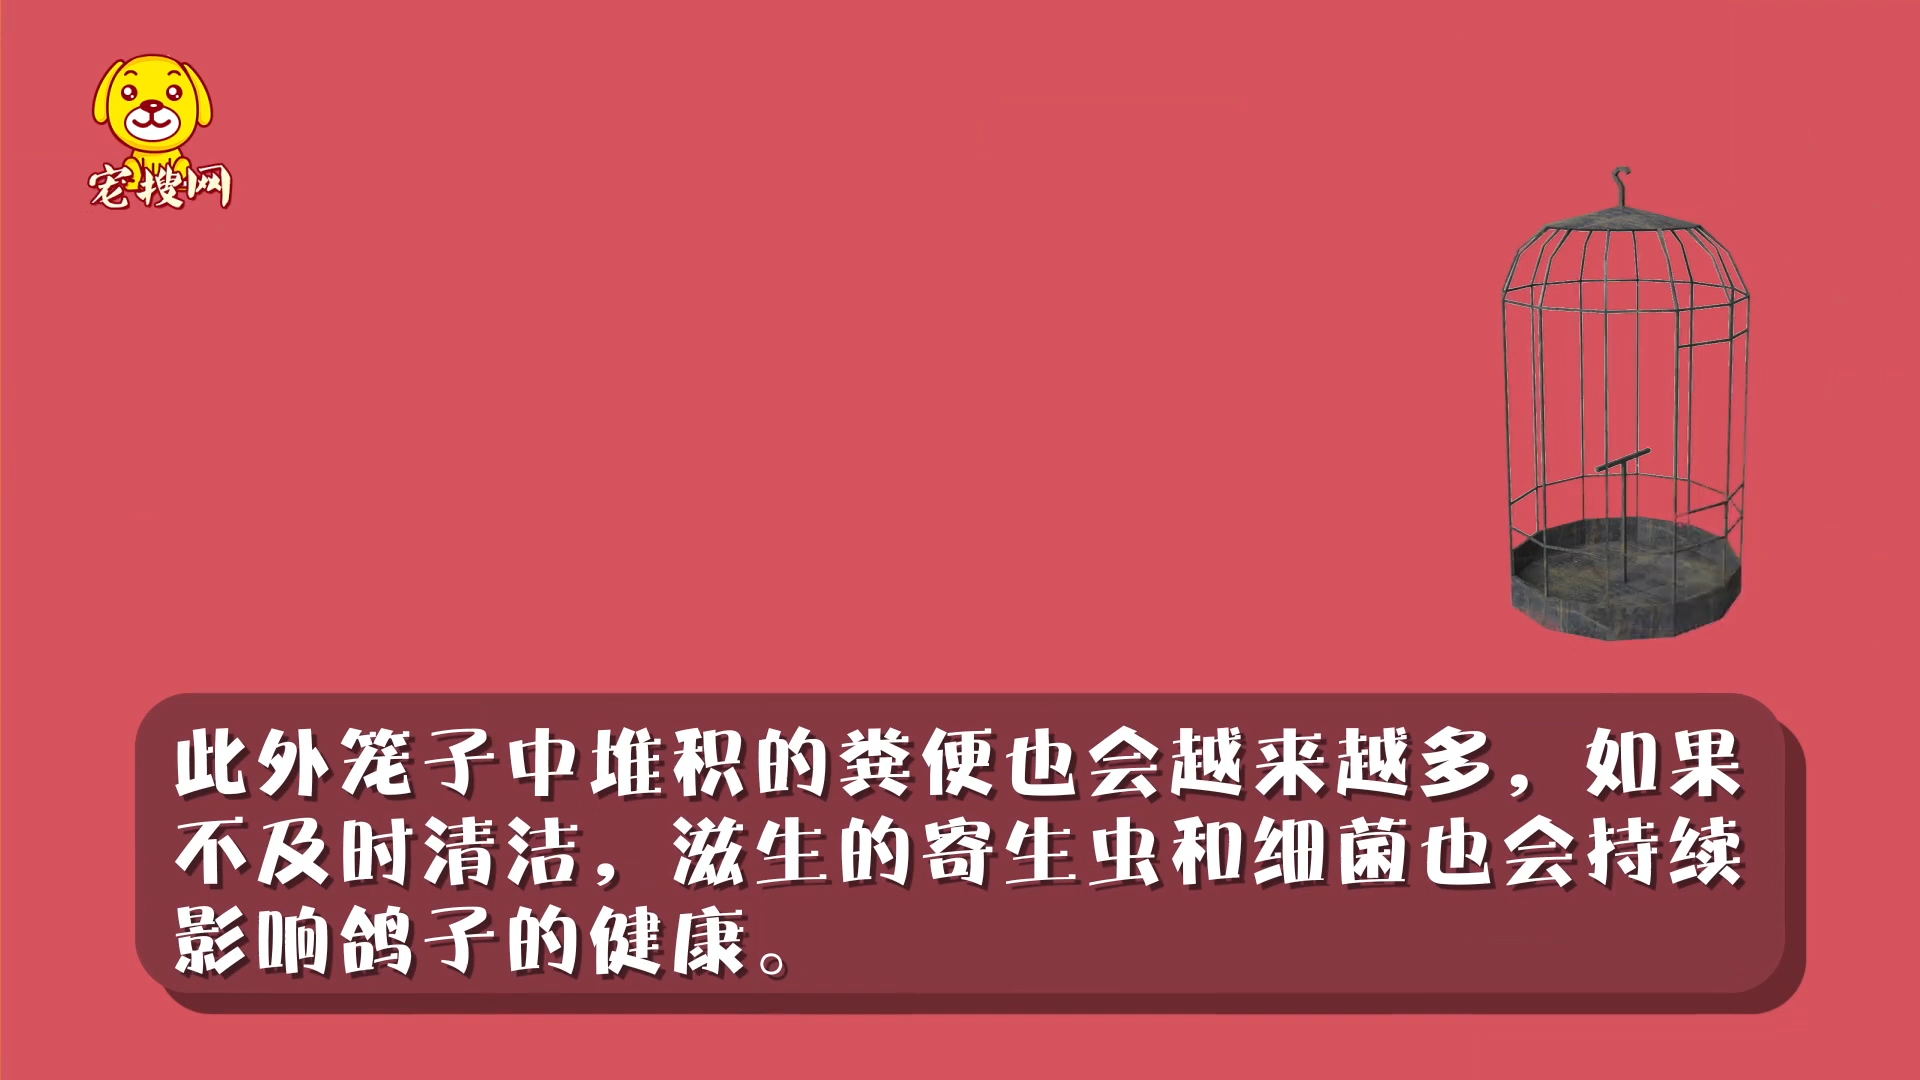 宠搜网
此外笼子中堆积的粪便也会越来越多，如果
不及时清洁，滋生的寄生虫和细菌也会持续
影响鸽子的健康。